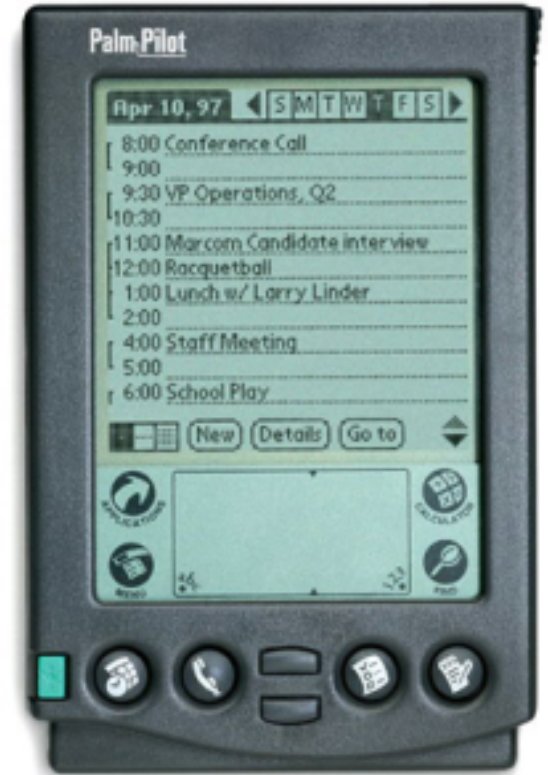 Palm Pilot
Apr 10, 97 S M T W T F S
8:00 Conference Call
9:00
9:30 VP Operations, Q2
10:30
11:00 Marcom Candidate interview
12:00 Racquetball
1:00 Lunch w/ Larry Linder
2:00
4:00 Staff Meeting
5:00
6:00 School Play
New Details Go to
APPLICATIONS CALCULATOR
MENU FIND